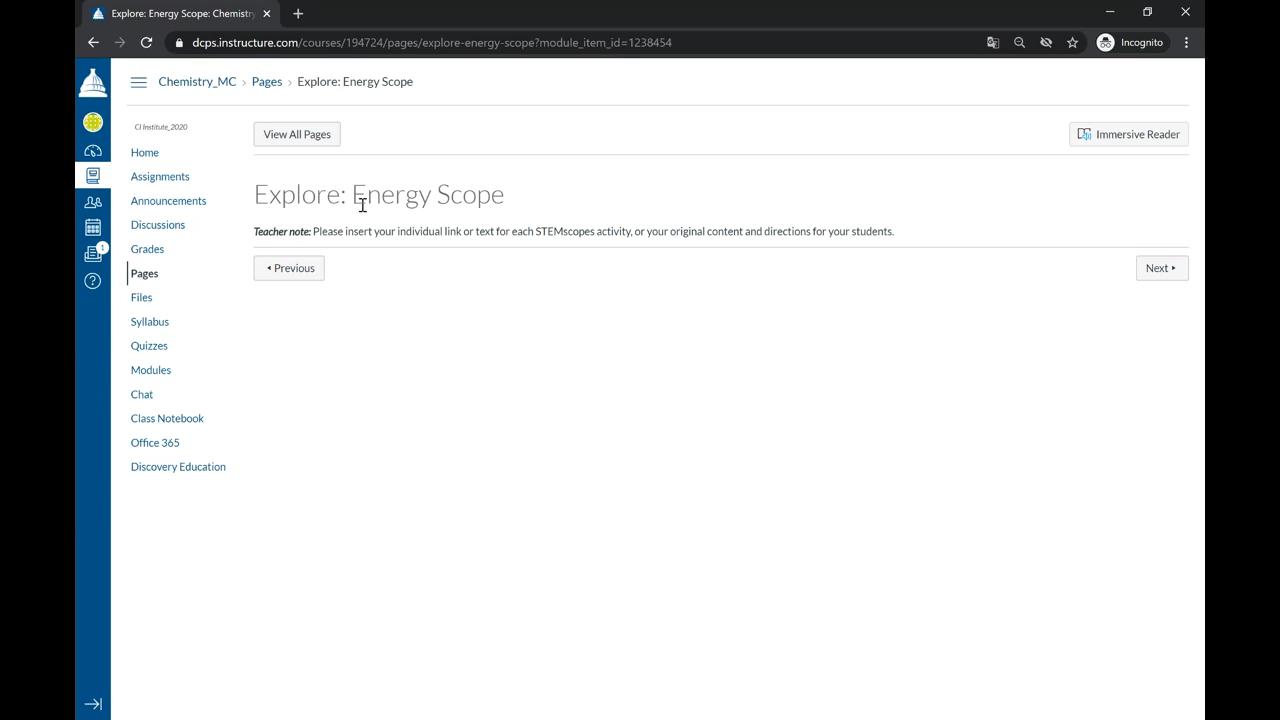 Explore: Energy Scope: Chemistry
dcps.instructure.com/courses/194724/pages/explore-energy-scope?module_item_id=1238454
Incognito
Chemistry_MC › Pages › Explore: Energy Scope
CI Institute_2020
View All Pages
Immersive Reader
Home
Assignments
Announcements
Discussions
Grades
Pages
Files
Syllabus
Quizzes
Modules
Chat
Class Notebook
Office 365
Discovery Education
1
Explore: Energy Scope
Teacher note: Please insert your individual link or text for each STEMscopes activity, or your original content and directions for your students.
Previous
Next